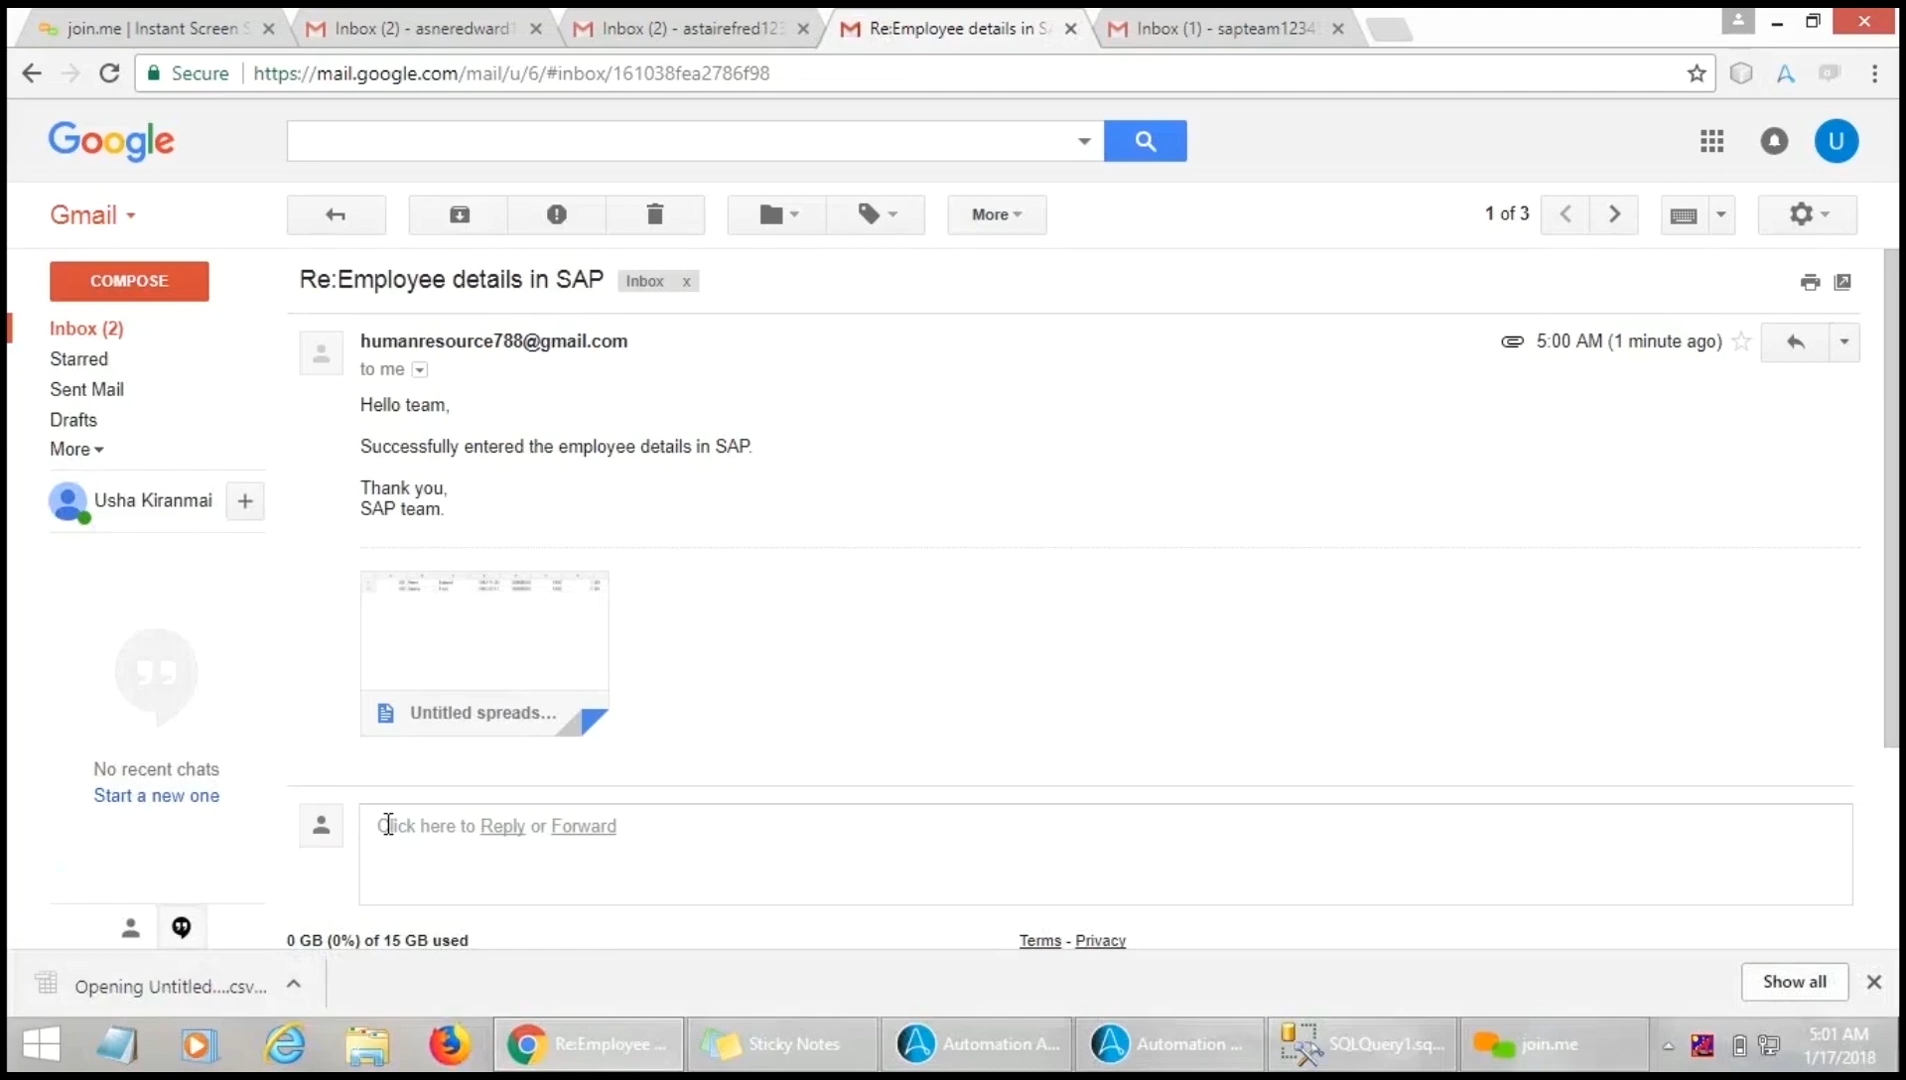 join.me | Instant Screen S
Inbox (2) - asneredward1
Inbox (2) - astairefred123
Re:Employee details in SA
Inbox (1) - sapteam1234
Secure
https://mail.google.com/mail/u/6/#inbox/161038fea2786f98
Google
U
Gmail
More
1 of 3
COMPOSE
Inbox (2)
Starred
Sent Mail
Drafts
More
Usha Kiranmai
No recent chats
Start a new one
Re:Employee details in SAP
Inbox x
humanresource788@gmail.com
5:00 AM (1 minute ago)
to me
Hello team,
Successfully entered the employee details in SAP.
Thank you,
SAP team.
Untitled spreads...
Click here to Reply or Forward
0 GB (0%) of 15 GB used
Terms - Privacy
Opening Untitled....csv...
Show all
Re:Employee ...
Sticky Notes
Automation A...
Automation ...
SQLQuery1.sq...
join.me
5:01 AM
1/17/2018